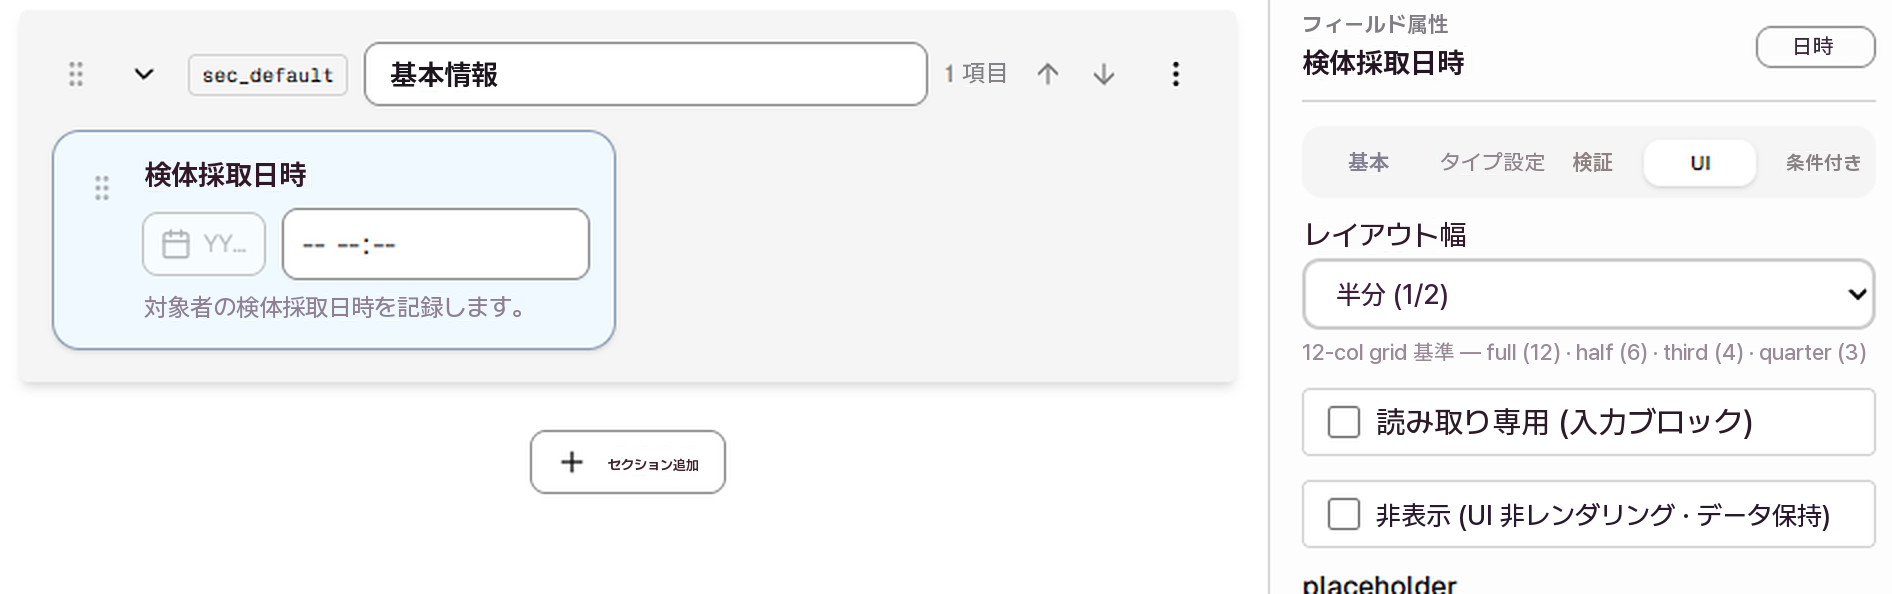 sec_default
基本情報
1 項目
検体採取日時
YY...
-- --:--
対象者の検体採取日時を記録します。
セクション追加
フィールド属性
検体採取日時
日時
基本 タイプ設定 検証 UI 条件付き
レイアウト幅
半分 (1/2)
12-col grid 基準 — full (12) · half (6) · third (4) · quarter (3)
読み取り専用 (入力ブロック)
非表示 (UI 非レンダリング · データ保持)
placeholder